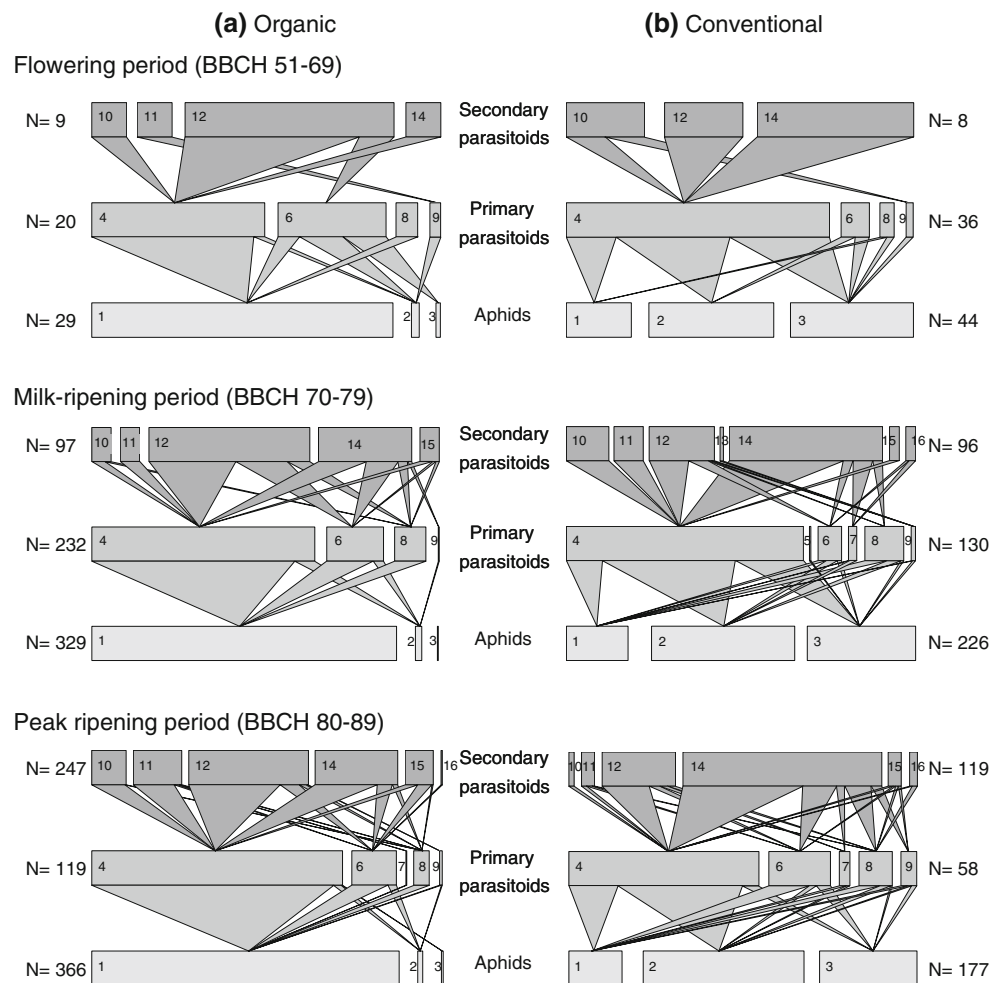 (a) Organic (b) Conventional
Flowering period (BBCH 51-69)
N= 9 10 11 12 14 Secondary parasitoids 10 12 14 N= 8
N= 20 4 6 8 9 Primary parasitoids 4 6 8 9 N= 36
N= 29 1 2 3 Aphids 1 2 3 N= 44
Milk-ripening period (BBCH 70-79)
N= 97 10 11 12 14 15 Secondary parasitoids 10 11 12 13 14 15 16 N= 96
N= 232 4 6 8 9 Primary parasitoids 4 5 6 7 8 9 N= 130
N= 329 1 2 3 Aphids 1 2 3 N= 226
Peak ripening period (BBCH 80-89)
N= 247 10 11 12 14 15 16 Secondary parasitoids 10 11 12 14 15 16 N= 119
N= 119 4 6 7 8 9 Primary parasitoids 4 6 7 8 9 N= 58
N= 366 1 2 3 Aphids 1 2 3 N= 177